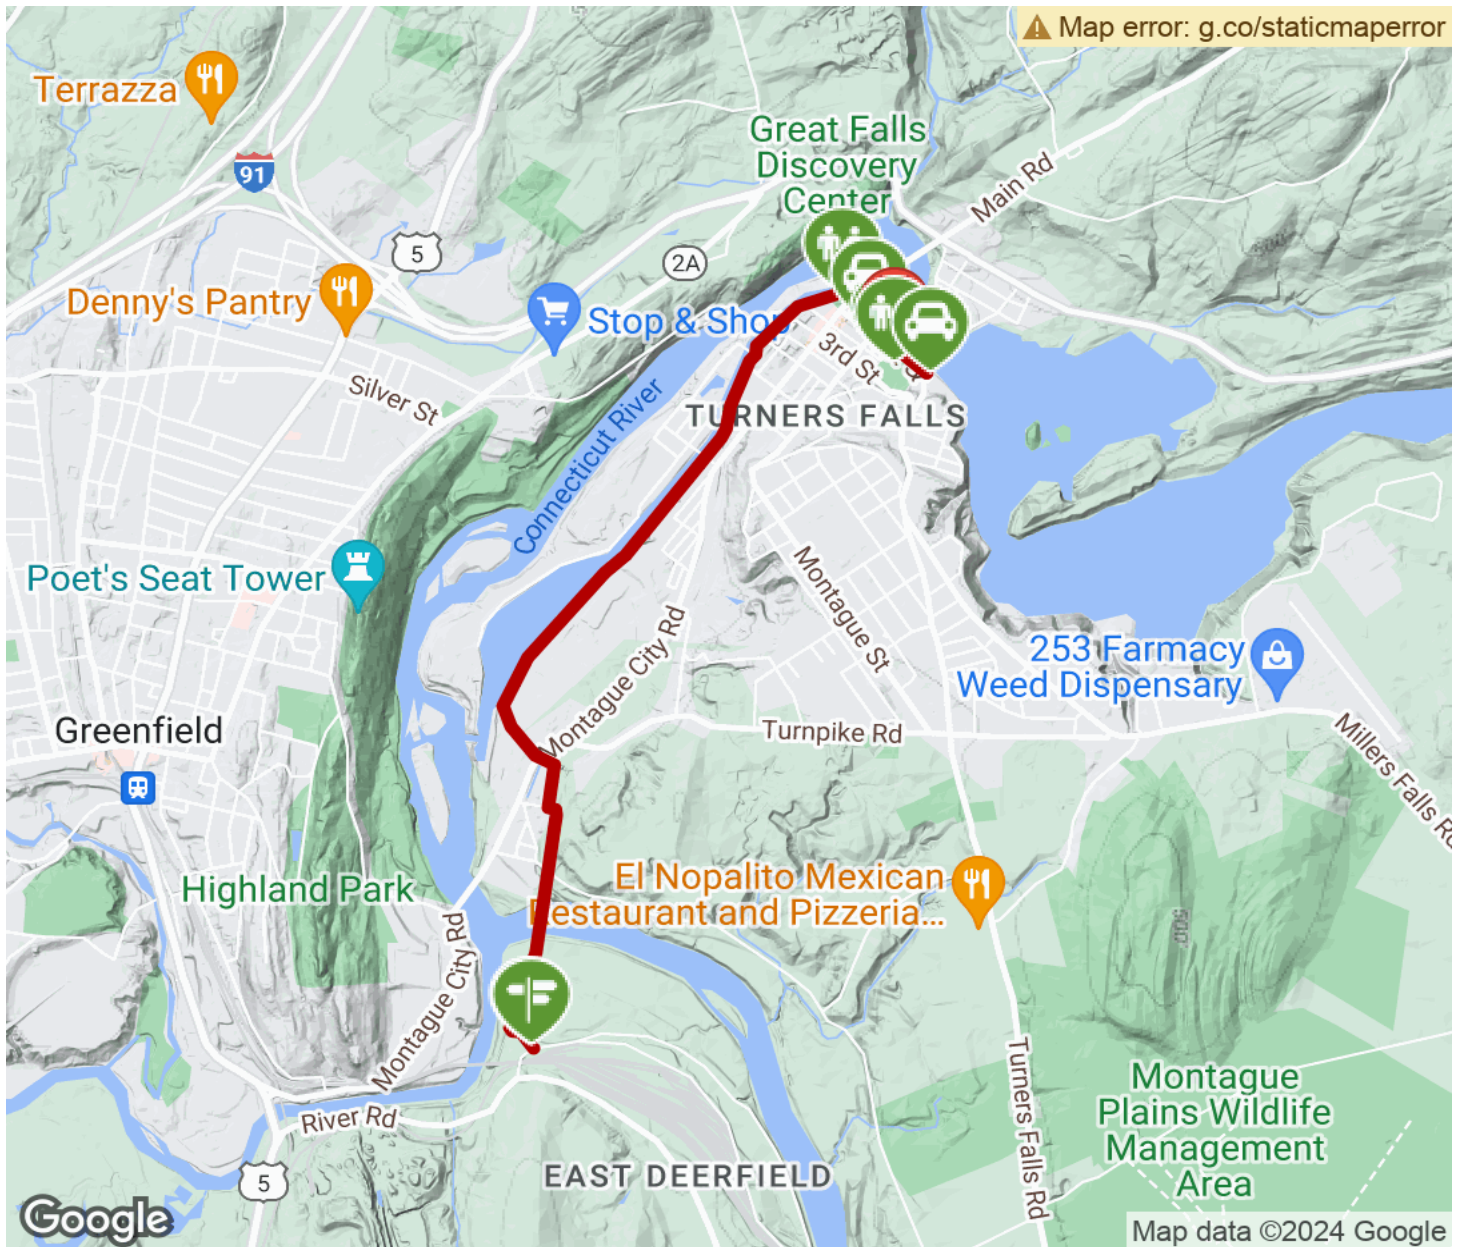 Map error: g.co/staticmaperror
Terrazza
91
Great Falls
Discovery
Center
Main Rd
5
2A
Denny's Pantry
Stop & Shop
3rd St
Silver St
TURNERS FALLS
Connecticut River
Poet's Seat Tower
Montague St
Montague City Rd
253 Farmacy
Weed Dispensary
Greenfield
Turnpike Rd
Millers Falls Rd
Highland Park
El Nopalito Mexican
Restaurant and Pizzeria...
500
Montague City Rd
River Rd
Turners Falls Rd
Montague
Plains Wildlife
Management
Area
EAST DEERFIELD
5
Google
Map data ©2024 Google